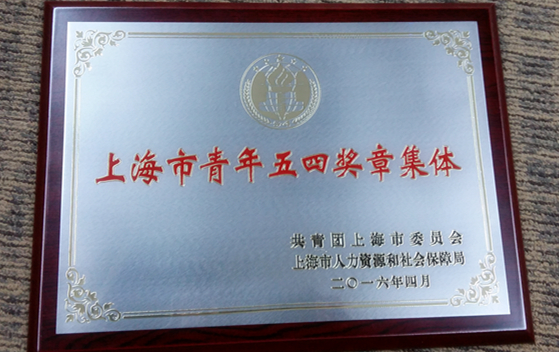 上海市青年五四奖章集体
共青团上海市委员会
上海市人力资源和社会保障局
二〇一六年四月